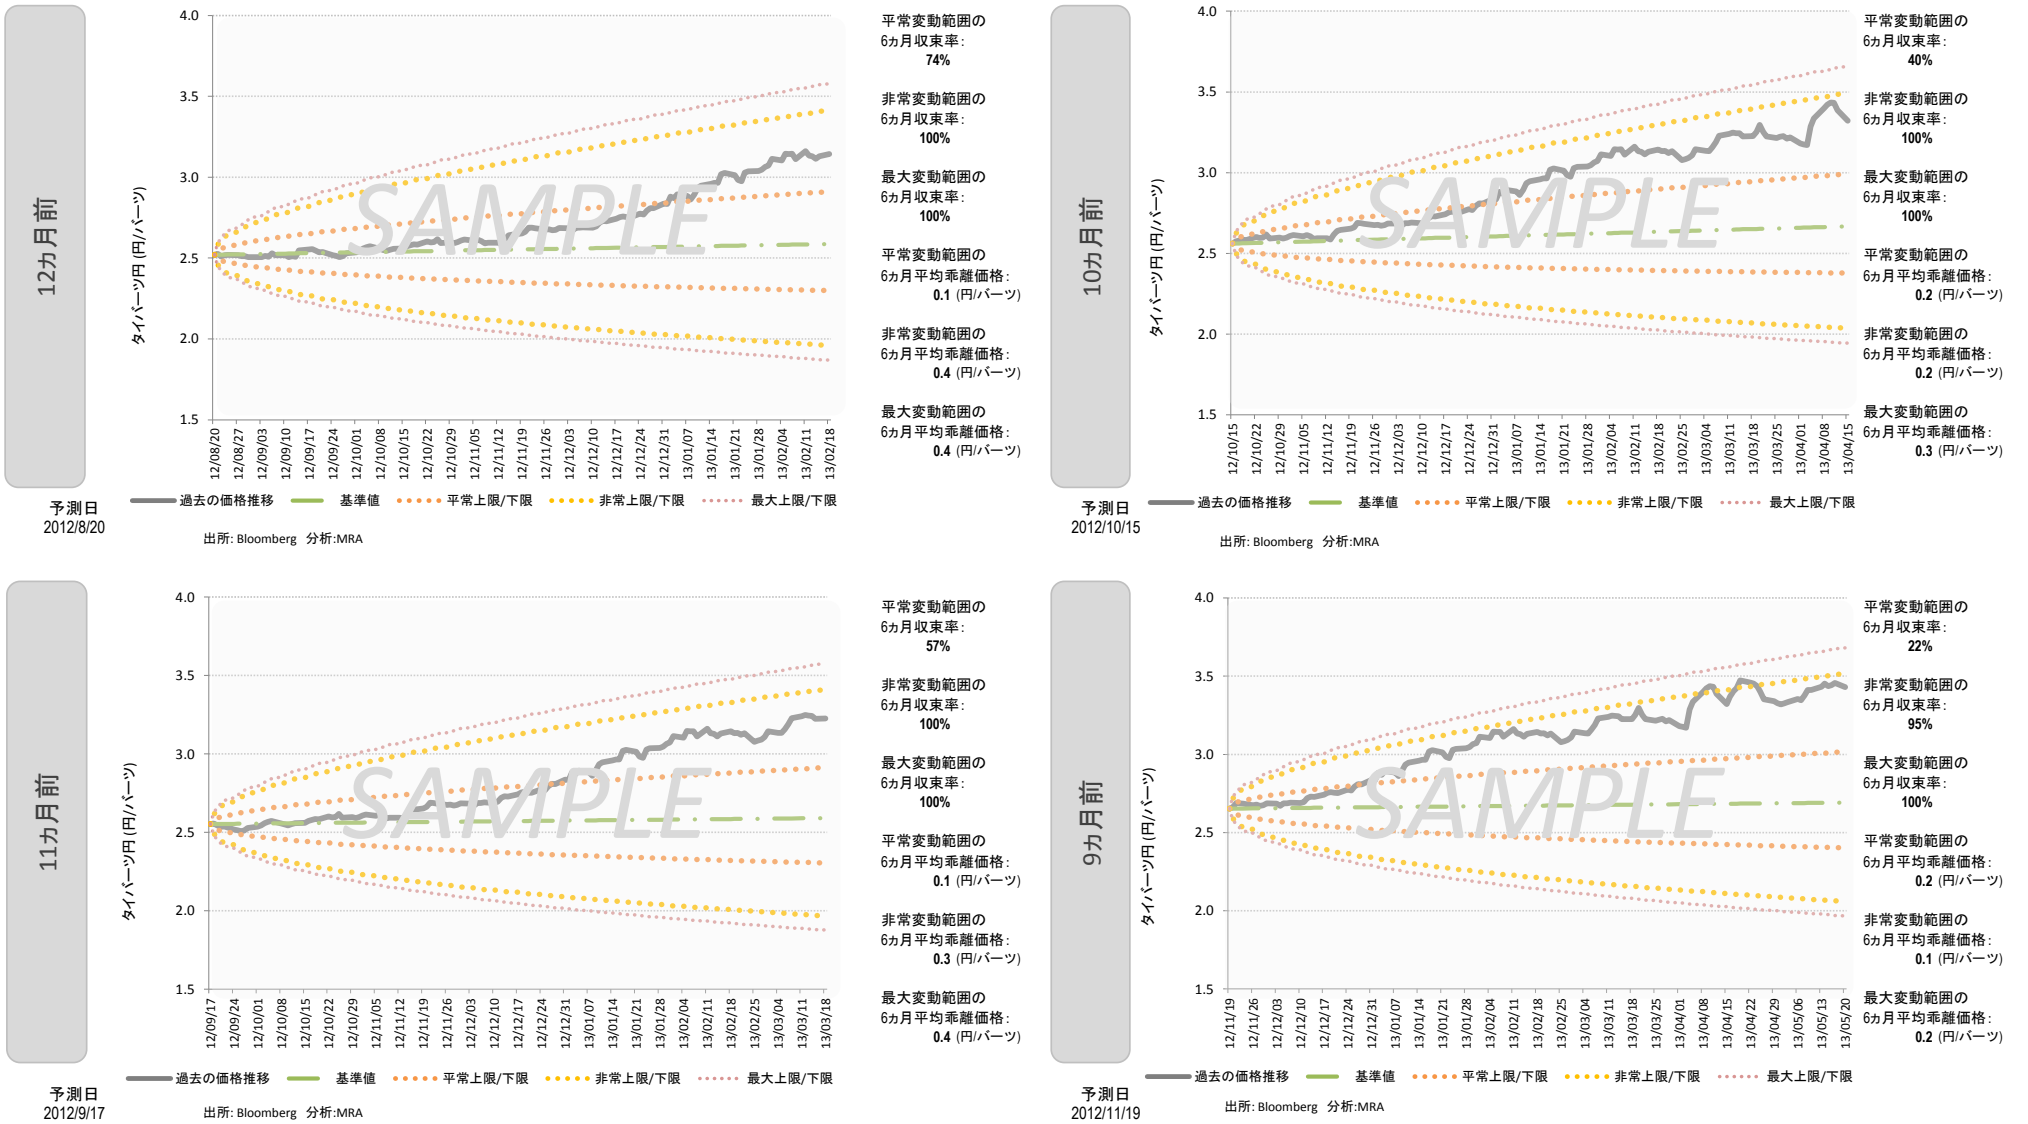 12カ月前
予測日
2012/8/20
タイバーツ円 (円/バーツ)
4.0
3.5
3.0
2.5
2.0
1.5
SAMPLE
12/08/20
12/08/27
12/09/03
12/09/10
12/09/17
12/09/24
12/10/01
12/10/08
12/10/15
12/10/22
12/10/29
12/11/05
12/11/12
12/11/19
12/11/26
12/12/03
12/12/10
12/12/17
12/12/24
12/12/31
13/01/07
13/01/14
13/01/21
13/01/28
13/02/04
13/02/11
13/02/18
過去の価格推移 基準値 平常上限/下限 非常上限/下限 最大上限/下限
出所: Bloomberg 分析:MRA
平常変動範囲の
6ヵ月収束率:
74%
非常変動範囲の
6ヵ月収束率:
100%
最大変動範囲の
6ヵ月収束率:
100%
平常変動範囲の
6ヵ月平均乖離価格:
0.1 (円/バーツ)
非常変動範囲の
6ヵ月平均乖離価格:
0.4 (円/バーツ)
最大変動範囲の
6ヵ月平均乖離価格:
0.4 (円/バーツ)
10カ月前
予測日
2012/10/15
タイバーツ円 (円/バーツ)
4.0
3.5
3.0
2.5
2.0
1.5
SAMPLE
12/10/15
12/10/22
12/10/29
12/11/05
12/11/12
12/11/19
12/11/26
12/12/03
12/12/10
12/12/17
12/12/24
12/12/31
13/01/07
13/01/14
13/01/21
13/01/28
13/02/04
13/02/11
13/02/18
13/02/25
13/03/04
13/03/11
13/03/18
13/03/25
13/04/01
13/04/08
13/04/15
過去の価格推移 基準値 平常上限/下限 非常上限/下限 最大上限/下限
出所: Bloomberg 分析:MRA
平常変動範囲の
6ヵ月収束率:
40%
非常変動範囲の
6ヵ月収束率:
100%
最大変動範囲の
6ヵ月収束率:
100%
平常変動範囲の
6ヵ月平均乖離価格:
0.2 (円/バーツ)
非常変動範囲の
6ヵ月平均乖離価格:
0.2 (円/バーツ)
最大変動範囲の
6ヵ月平均乖離価格:
0.3 (円/バーツ)
11カ月前
予測日
2012/9/17
タイバーツ円 (円/バーツ)
4.0
3.5
3.0
2.5
2.0
1.5
SAMPLE
12/09/17
12/09/24
12/10/01
12/10/08
12/10/15
12/10/22
12/10/29
12/11/05
12/11/12
12/11/19
12/11/26
12/12/03
12/12/10
12/12/17
12/12/24
12/12/31
13/01/07
13/01/14
13/01/21
13/01/28
13/02/04
13/02/11
13/02/18
13/02/25
13/03/04
13/03/11
13/03/18
過去の価格推移 基準値 平常上限/下限 非常上限/下限 最大上限/下限
出所: Bloomberg 分析:MRA
平常変動範囲の
6ヵ月収束率:
57%
非常変動範囲の
6ヵ月収束率:
100%
最大変動範囲の
6ヵ月収束率:
100%
平常変動範囲の
6ヵ月平均乖離価格:
0.1 (円/バーツ)
非常変動範囲の
6ヵ月平均乖離価格:
0.3 (円/バーツ)
最大変動範囲の
6ヵ月平均乖離価格:
0.4 (円/バーツ)
9カ月前
予測日
2012/11/19
タイバーツ円 (円/バーツ)
4.0
3.5
3.0
2.5
2.0
1.5
SAMPLE
12/11/19
12/11/26
12/12/03
12/12/10
12/12/17
12/12/24
12/12/31
13/01/07
13/01/14
13/01/21
13/01/28
13/02/04
13/02/11
13/02/18
13/02/25
13/03/04
13/03/11
13/03/18
13/03/25
13/04/01
13/04/08
13/04/15
13/04/22
13/04/29
13/05/06
13/05/13
13/05/20
過去の価格推移 基準値 平常上限/下限 非常上限/下限 最大上限/下限
出所: Bloomberg 分析:MRA
平常変動範囲の
6ヵ月収束率:
22%
非常変動範囲の
6ヵ月収束率:
95%
最大変動範囲の
6ヵ月収束率:
100%
平常変動範囲の
6ヵ月平均乖離価格:
0.2 (円/バーツ)
非常変動範囲の
6ヵ月平均乖離価格:
0.1 (円/バーツ)
最大変動範囲の
6ヵ月平均乖離価格:
0.2 (円/バーツ)